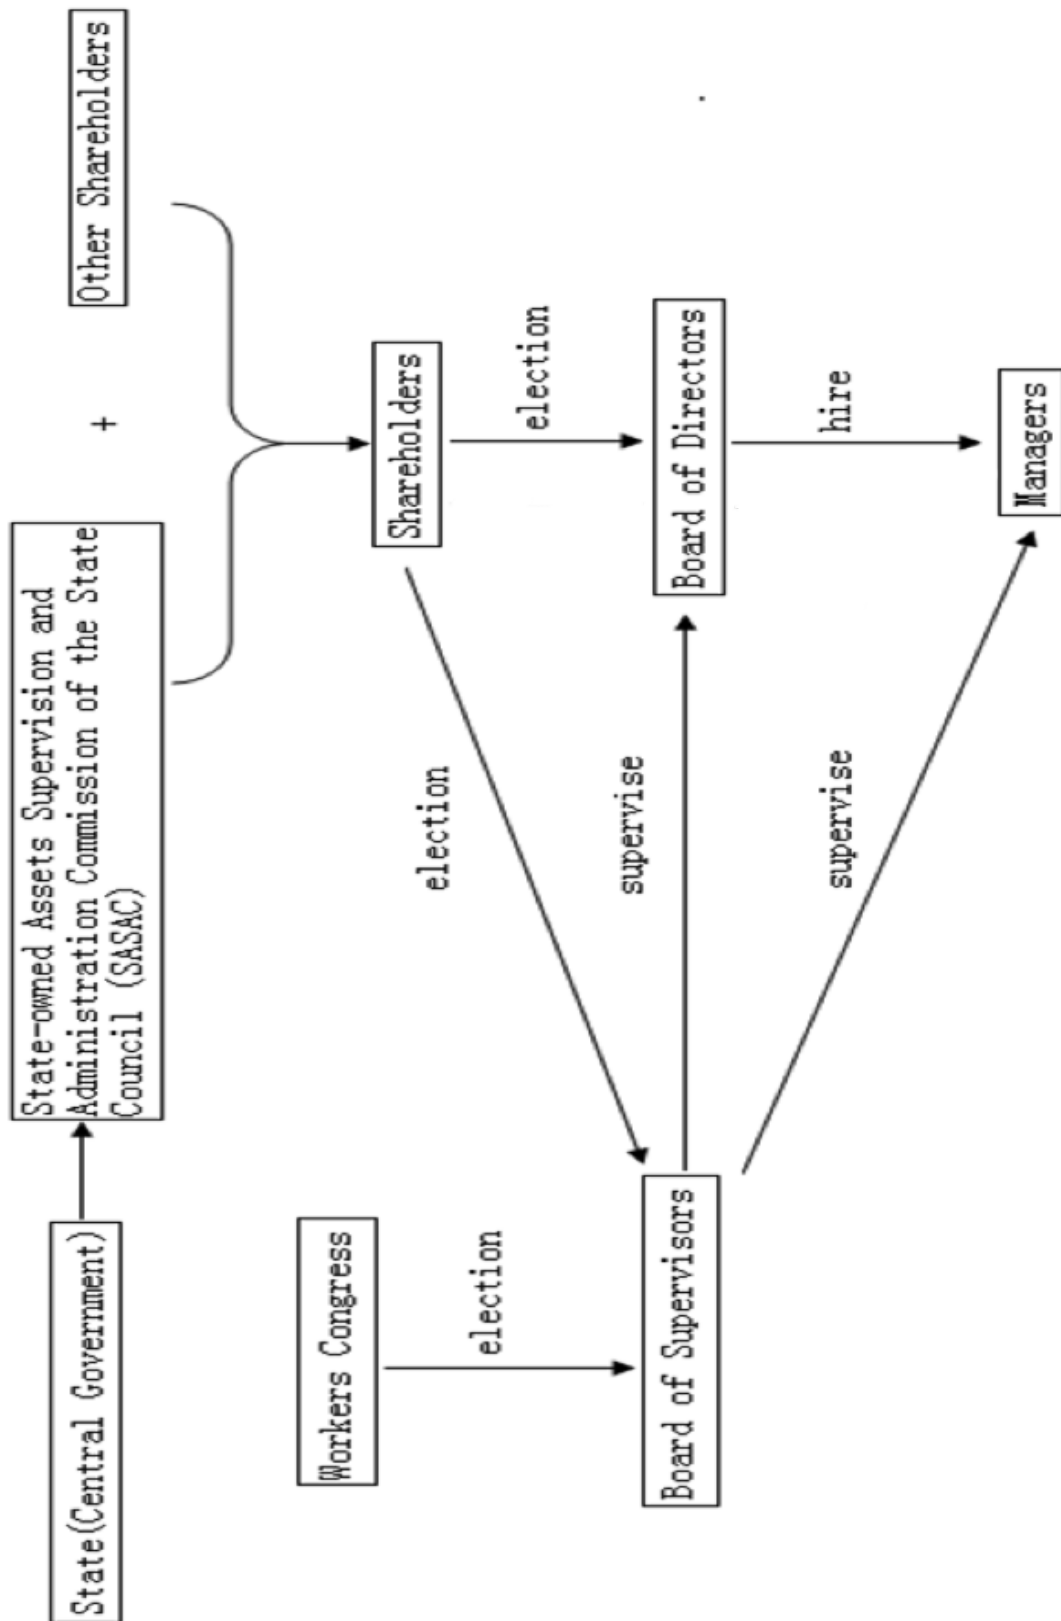 State(Central Government)
State-owned Assets Supervision and
Administration Commission of the State
Council (SASAC)
+
Other Shareholders
Workers Congress
Shareholders
election
election
election
Board of Supervisors
supervise
Board of Directors
supervise
hire
Managers